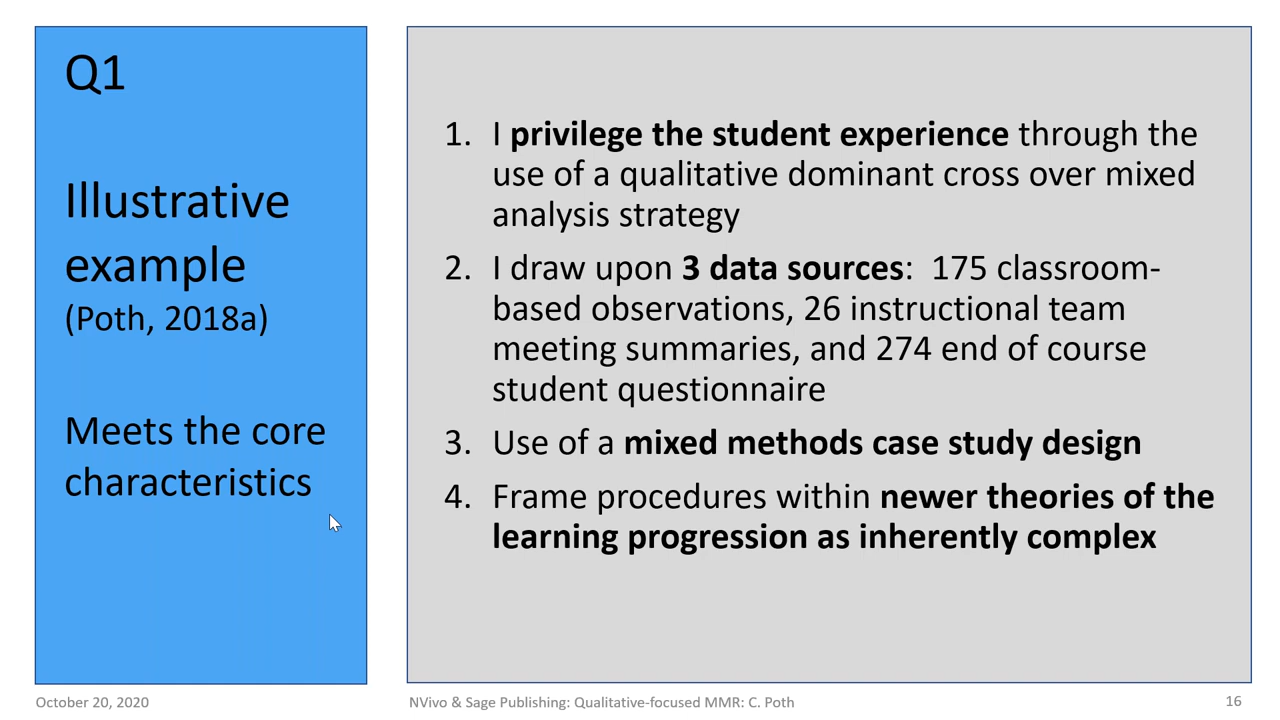 Q1
Illustrative
example
(Poth, 2018a)
Meets the core
characteristics
1. I privilege the student experience through the
use of a qualitative dominant cross over mixed
analysis strategy
2. I draw upon 3 data sources: 175 classroom-
based observations, 26 instructional team
meeting summaries, and 274 end of course
student questionnaire
3. Use of a mixed methods case study design
4. Frame procedures within newer theories of the
learning progression as inherently complex
October 20, 2020
NVivo & Sage Publishing: Qualitative-focused MMR: C. Poth
16